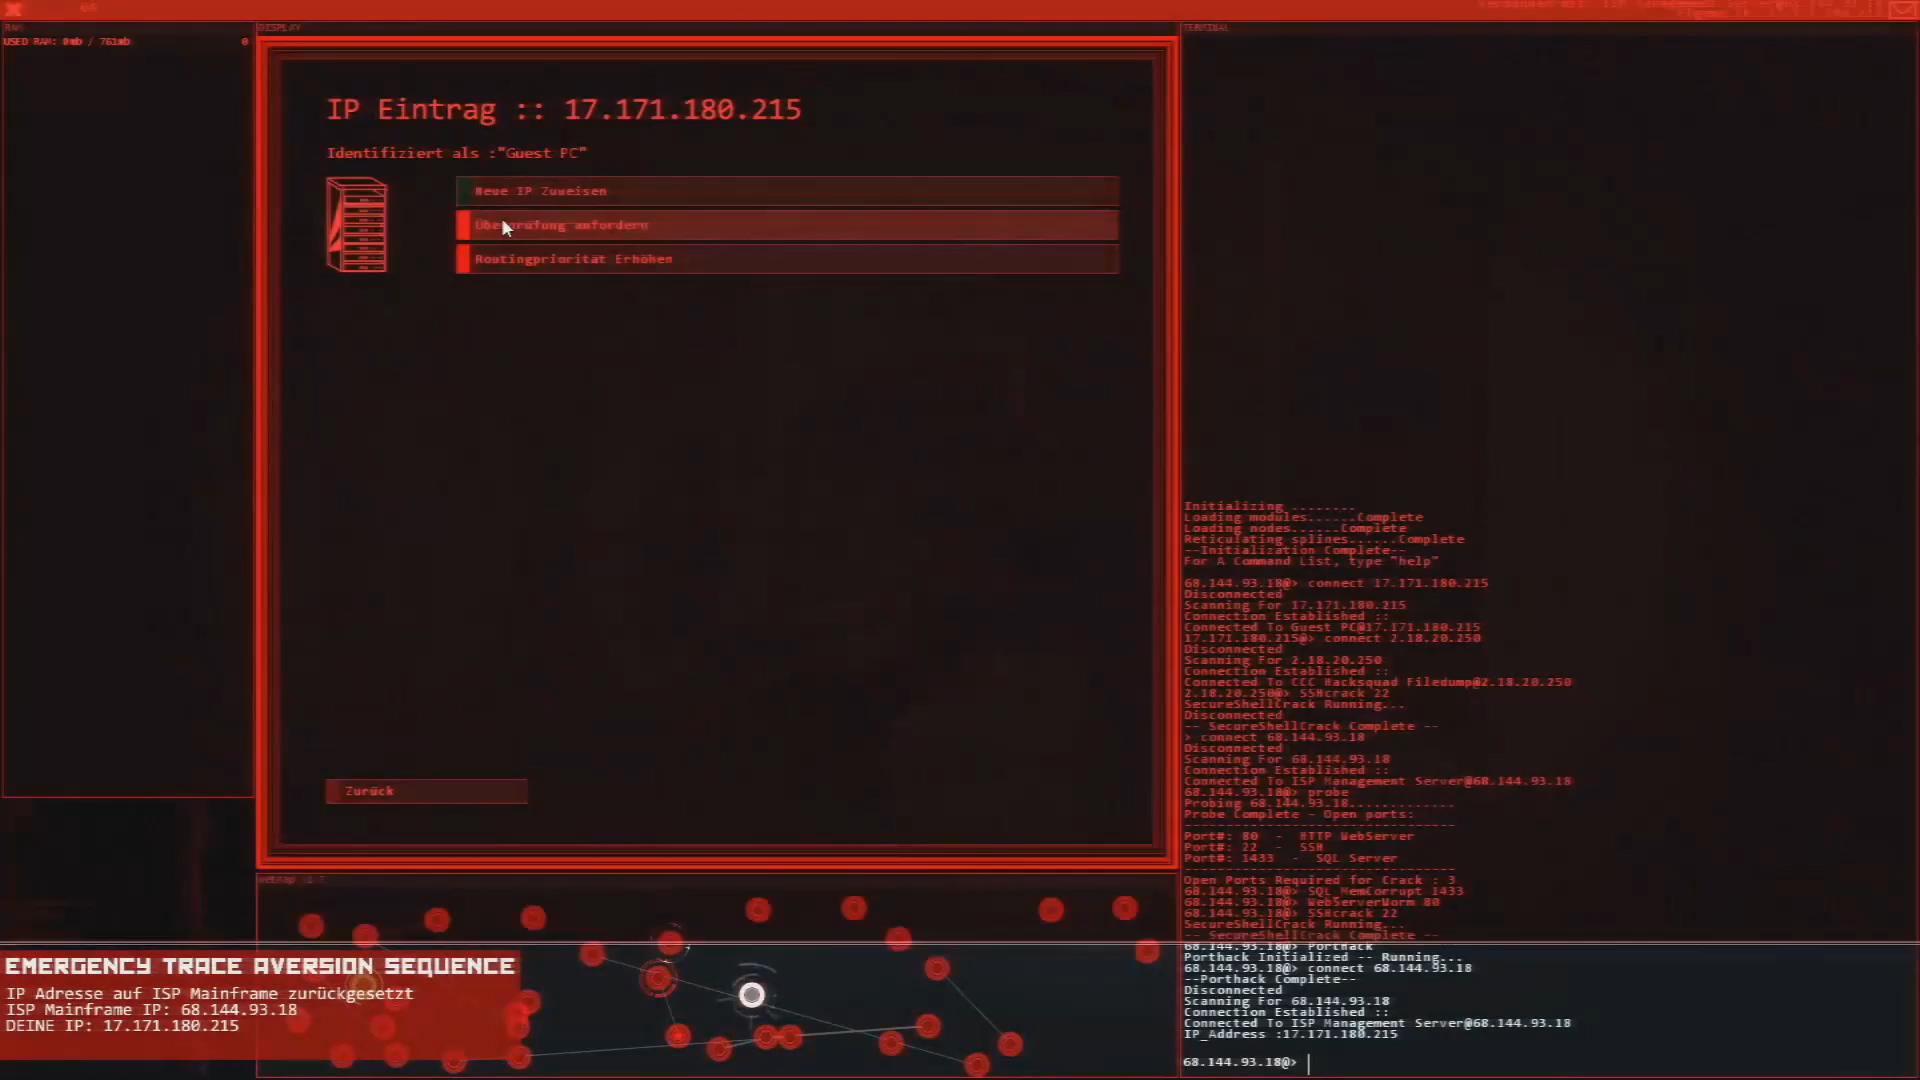 RAM
USED RAM: 0mb / 761mb
0
DISPLAY
TERMINAL
IP Eintrag :: 17.171.180.215
Identifiziert als :"Guest PC"
Neue IP Zuweisen
Überprüfung anfordern
Routingpriorität Erhöhen
Zurück
Initializing ........
Loading modules......Complete
Loading nodes......Complete
Reticulating splines......Complete
--Initialization Complete--
For A Command List, type "help"
68.144.93.18@> connect 17.171.180.215
Disconnected
Scanning For 17.171.180.215
Connection Established ::
Connected To Guest PC@17.171.180.215
17.171.180.215@> connect 2.18.20.250
Disconnected
Scanning For 2.18.20.250
Connection Established ::
Connected To CCC Hacksquad Filedump@2.18.20.250
2.18.20.250@> SSHcrack 22
SecureShellCrack Running...
Disconnected
-- SecureShellCrack Complete --
> connect 68.144.93.18
Disconnected
Scanning For 68.144.93.18
Connection Established ::
Connected To ISP Management Server@68.144.93.18
68.144.93.18@> probe
Probing 68.144.93.18.............
Probe Complete - Open ports:
---------------------------------
Port#: 80  -  HTTP WebServer
Port#: 22  -  SSH
Port#: 1433  -  SQL Server
---------------------------------
Open Ports Required for Crack : 3
68.144.93.18@> SQL_MemCorrupt 1433
68.144.93.18@> WebServerWorm 80
68.144.93.18@> SSHcrack 22
SecureShellCrack Running...
-- SecureShellCrack Complete --
68.144.93.18@> Porthack
Porthack Initialized -- Running...
68.144.93.18@> connect 68.144.93.18
--Porthack Complete--
Disconnected
Scanning For 68.144.93.18
Connection Established ::
Connected To ISP Management Server@68.144.93.18
IP_Address :17.171.180.215
68.144.93.18@>
EMERGENCY TRACE AVERSION SEQUENCE
IP Adresse auf ISP Mainframe zurückgesetzt
ISP Mainframe IP: 68.144.93.18
DEINE IP: 17.171.180.215